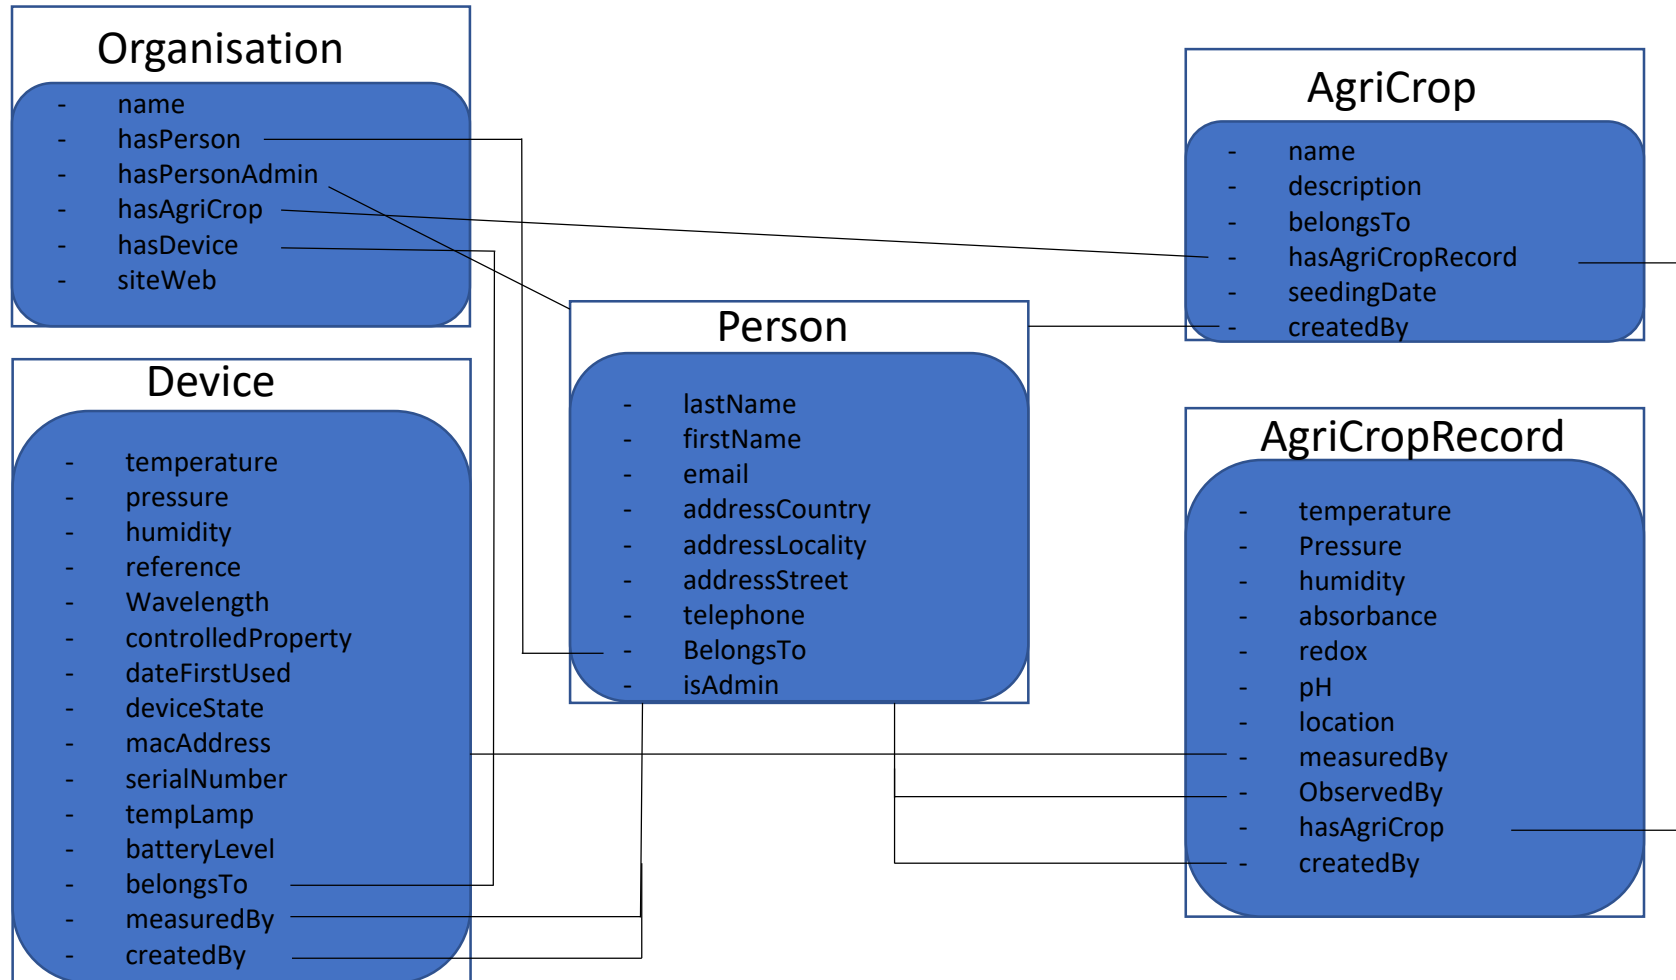 Organisation
- name
- hasPerson
- hasPersonAdmin
- hasAgriCrop
- hasDevice
- siteWeb
Device
- temperature
- pressure
- humidity
- reference
- Wavelength
- controlledProperty
- dateFirstUsed
- deviceState
- macAddress
- serialNumber
- tempLamp
- batteryLevel
- belongsTo
- measuredBy
- createdBy
Person
- lastName
- firstName
- email
- addressCountry
- addressLocality
- addressStreet
- telephone
- BelongsTo
- isAdmin
AgriCrop
- name
- description
- belongsTo
- hasAgriCropRecord
- seedingDate
- createdBy
AgriCropRecord
- temperature
- Pressure
- humidity
- absorbance
- redox
- pH
- location
- measuredBy
- ObservedBy
- hasAgriCrop
- createdBy